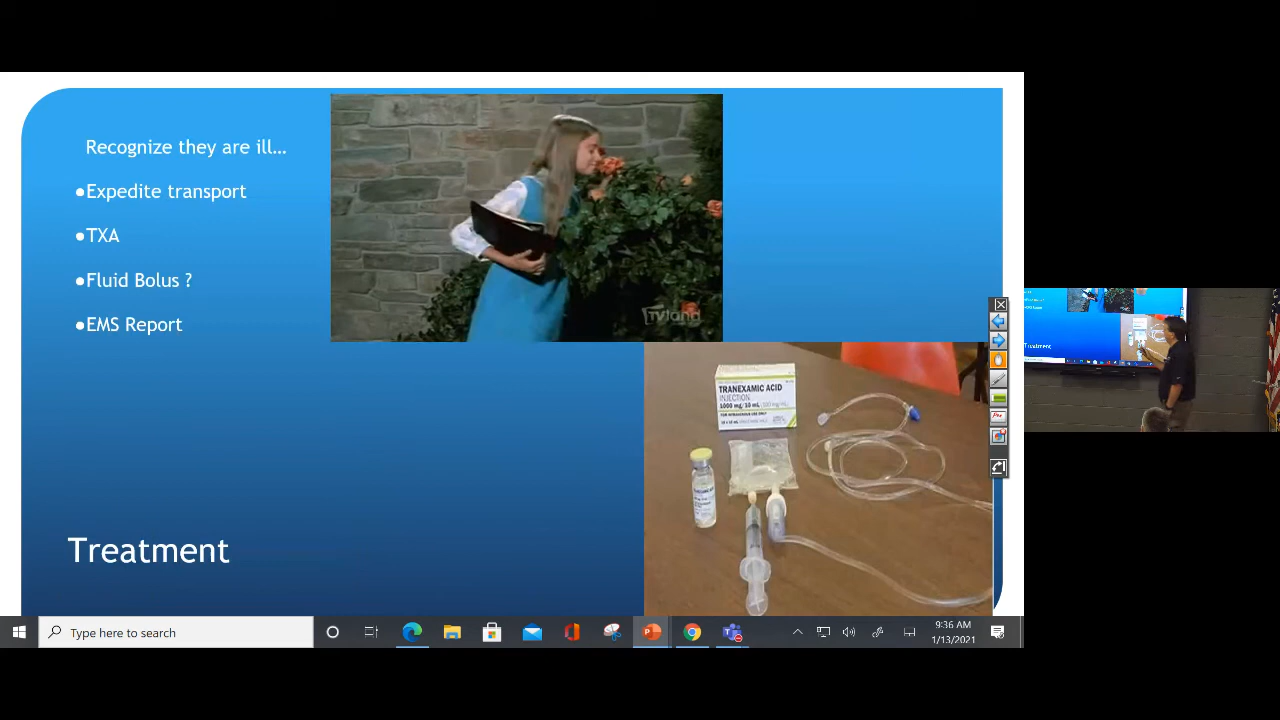 Recognize they are ill…
●Expedite transport
●TXA
●Fluid Bolus ?
●EMS Report
TVland
TRANEXAMIC ACID
INJECTION
1000 mg/10 mL
Treatment
Type here to search
9:36 AM
1/13/2021
Treatment